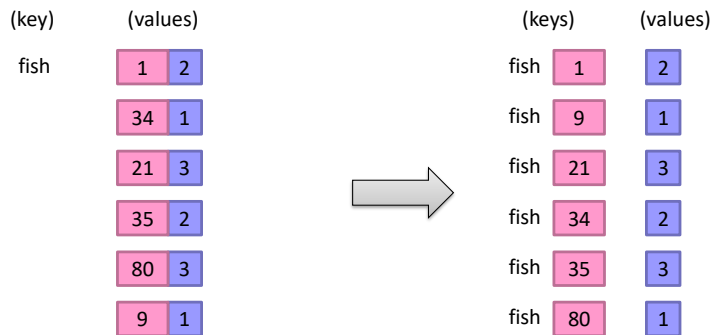 (key) (values) (keys) (values)
fish 1 2 fish 1 2
34 1 fish 9 1
21 3 fish 21 3
35 2 fish 34 2
80 3 fish 35 3
9 1 fish 80 1